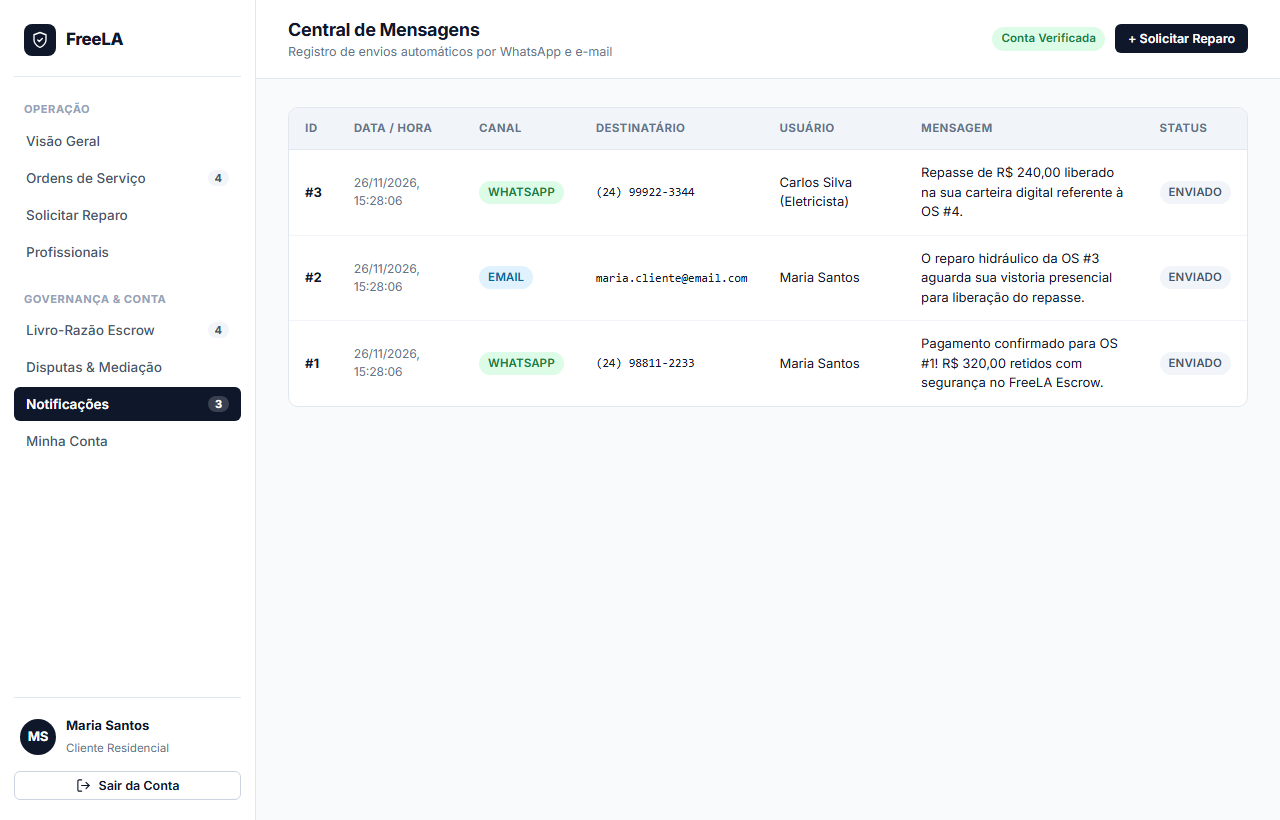 FreeLA
OPERAÇÃO
Visão Geral
Ordens de Serviço 4
Solicitar Reparo
Profissionais
GOVERNANÇA & CONTA
Livro-Razão Escrow 4
Disputas & Mediação
Notificações 3
Minha Conta
MS
Maria Santos
Cliente Residencial
Sair da Conta
Central de Mensagens
Registro de envios automáticos por WhatsApp e e-mail
Conta Verificada
+ Solicitar Reparo
ID DATA / HORA CANAL DESTINATÁRIO USUÁRIO MENSAGEM STATUS
#3
26/11/2026,
15:28:06
WHATSAPP
(24) 99922-3344
Carlos Silva
(Eletricista)
Repasse de R$ 240,00 liberado
na sua carteira digital referente à
OS #4.
ENVIADO
#2
26/11/2026,
15:28:06
EMAIL
maria.cliente@email.com
Maria Santos
O reparo hidráulico da OS #3
aguarda sua vistoria presencial
para liberação do repasse.
ENVIADO
#1
26/11/2026,
15:28:06
WHATSAPP
(24) 98811-2233
Maria Santos
Pagamento confirmado para OS
#1! R$ 320,00 retidos com
segurança no FreeLA Escrow.
ENVIADO